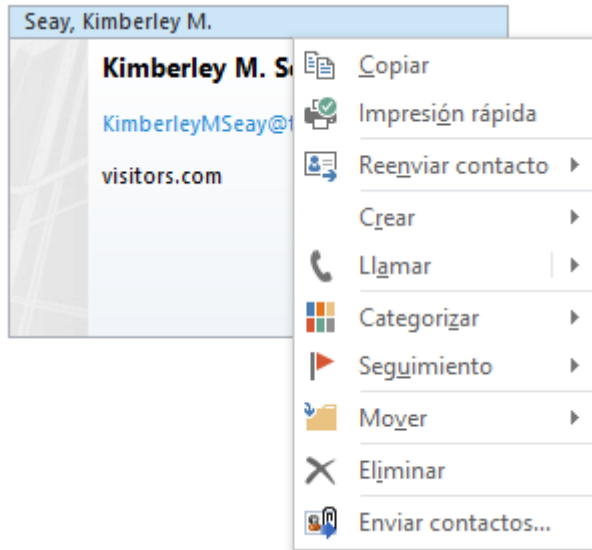 Seay, Kimberley M.
Kimberley M.
KimberleyMSeay@
visitors.com
Copiar
Impresión rápida
Reenviar contacto
Crear
Llamar
Categorizar
Seguimiento
Mover
Eliminar
Enviar contactos...